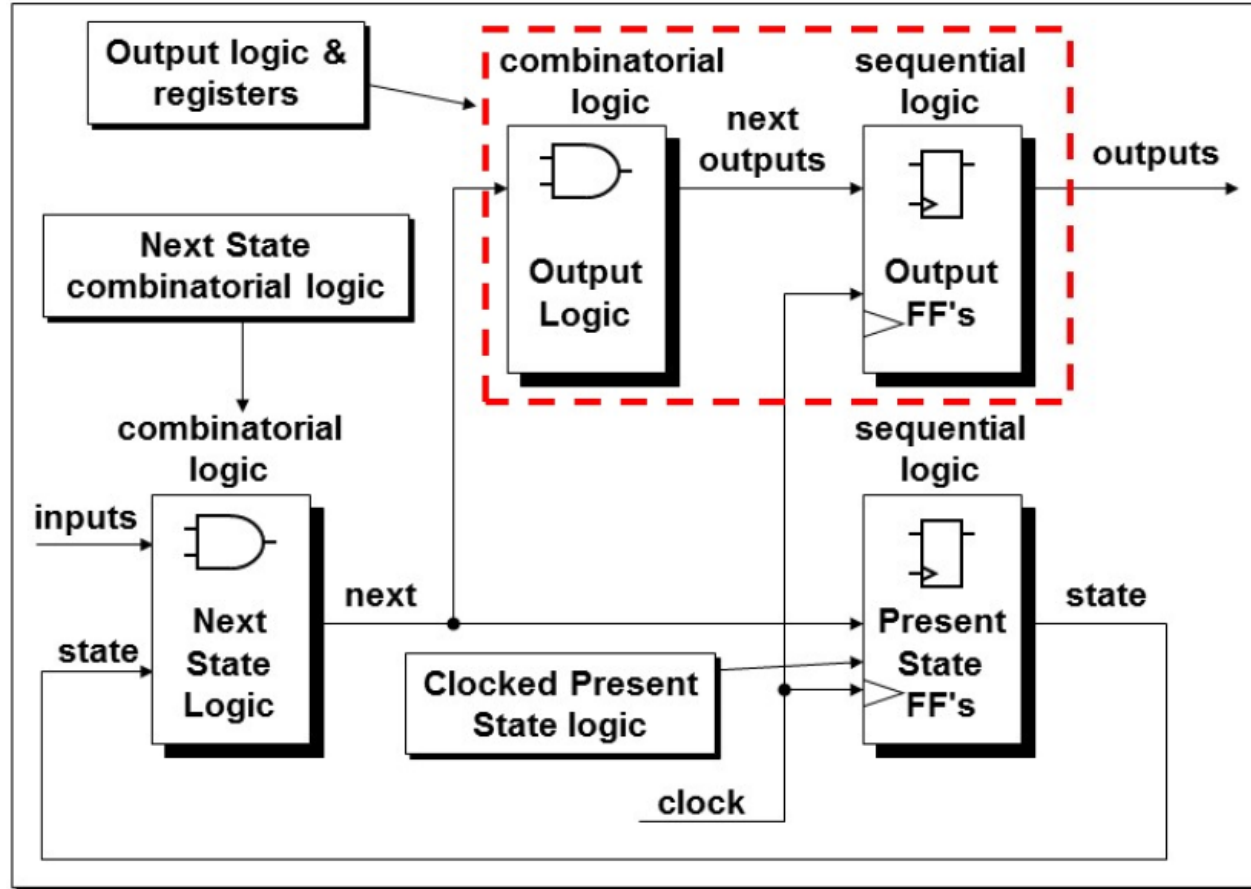 Output logic &
registers
combinatorial
logic
sequential
logic
next
outputs
outputs
Output
Logic
Output
FF's
Next State
combinatorial logic
combinatorial
logic
sequential
logic
inputs
next
state
state
Next
State
Logic
Present
State
FF's
Clocked Present
State logic
clock